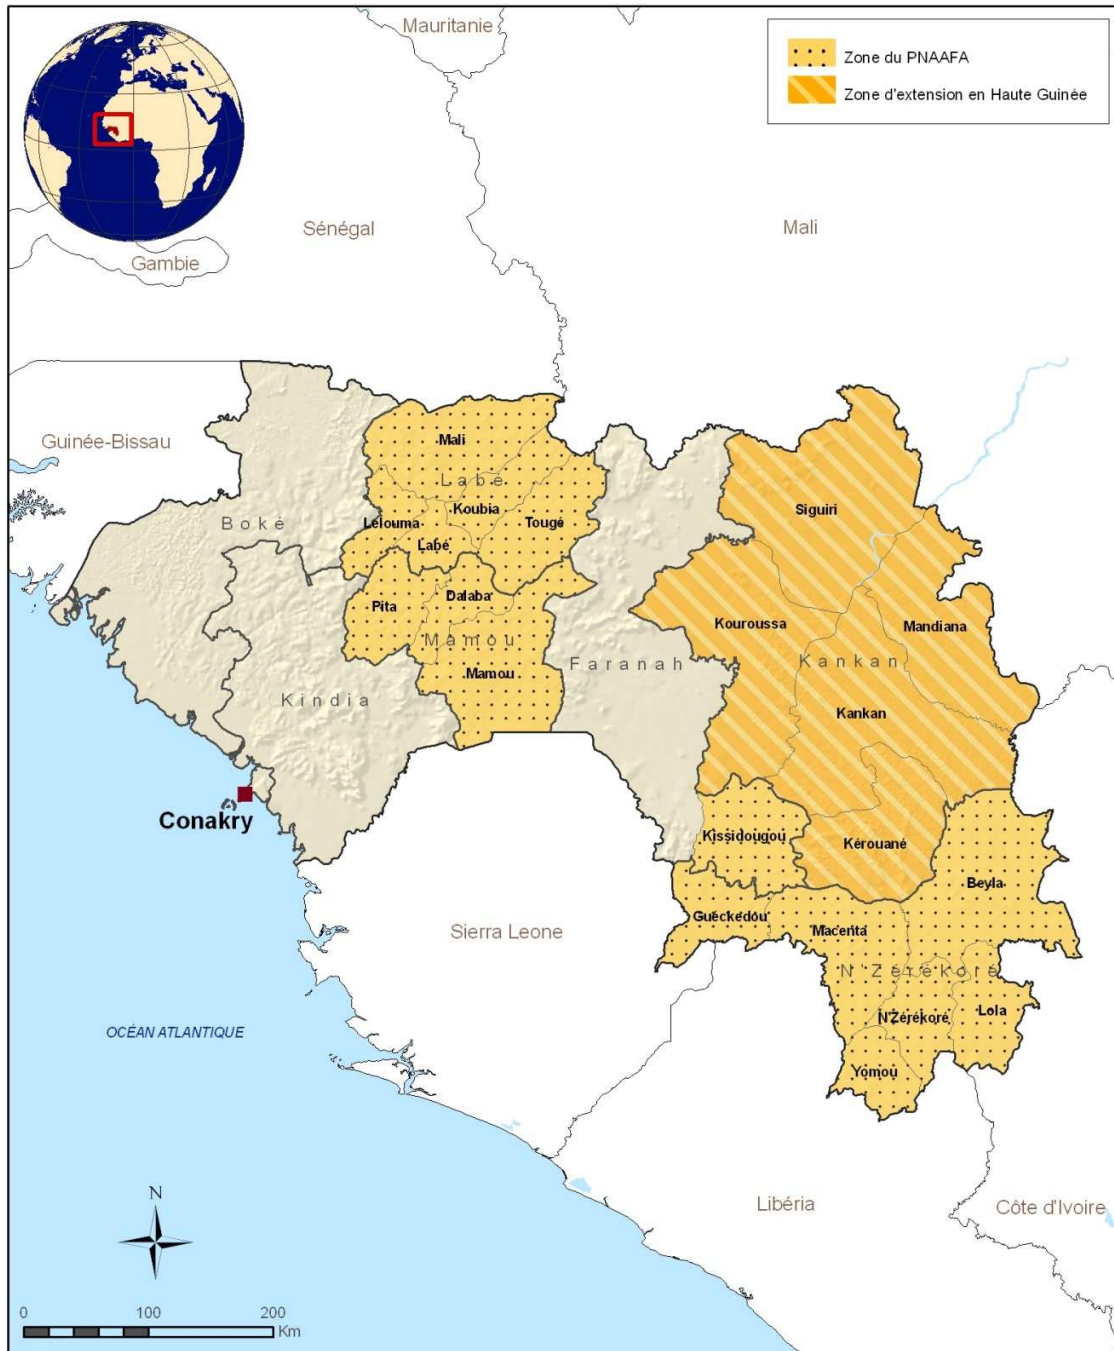 Mauritanie
Zone du PNAAFA
Zone d'extension en Haute Guinée
Sénégal
Mali
Gambie
Guinée-Bissau
Mali
Labé
Koubia
Siguiri
Boké
Lelouma
Tougé
Labé
Pita
Dalaba
Kouroussa
Mandiana
Mamou
Faranah
Kankan
Mamou
Kindia
Kankan
Conakry
Kissidougou
Kérouané
Beyla
Guéckedou
Sierra Leone
Macenta
N'Zérékoré
Lola
N'Zérékoré
OCÉAN ATLANTIQUE
Yomou
N
Libéria
Côte d'Ivoire
0 100 200
Km